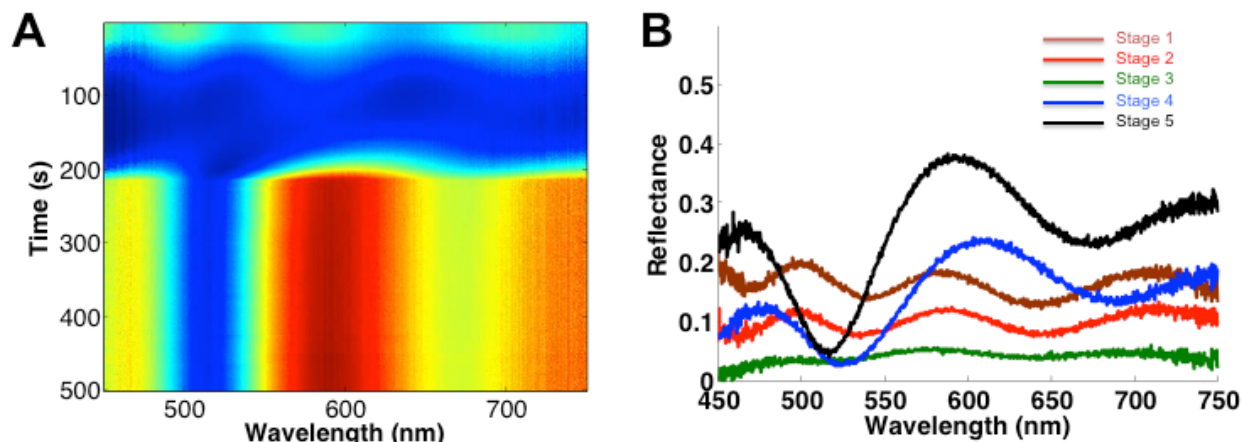 A
100
200
300
400
500
Time (s)
500 600 700
Wavelength (nm)
B
Stage 1
Stage 2
Stage 3
Stage 4
Stage 5
0.5
0.4
0.3
0.2
0.1
0
Reflectance
450 500 550 600 650 700 750
Wavelength (nm)